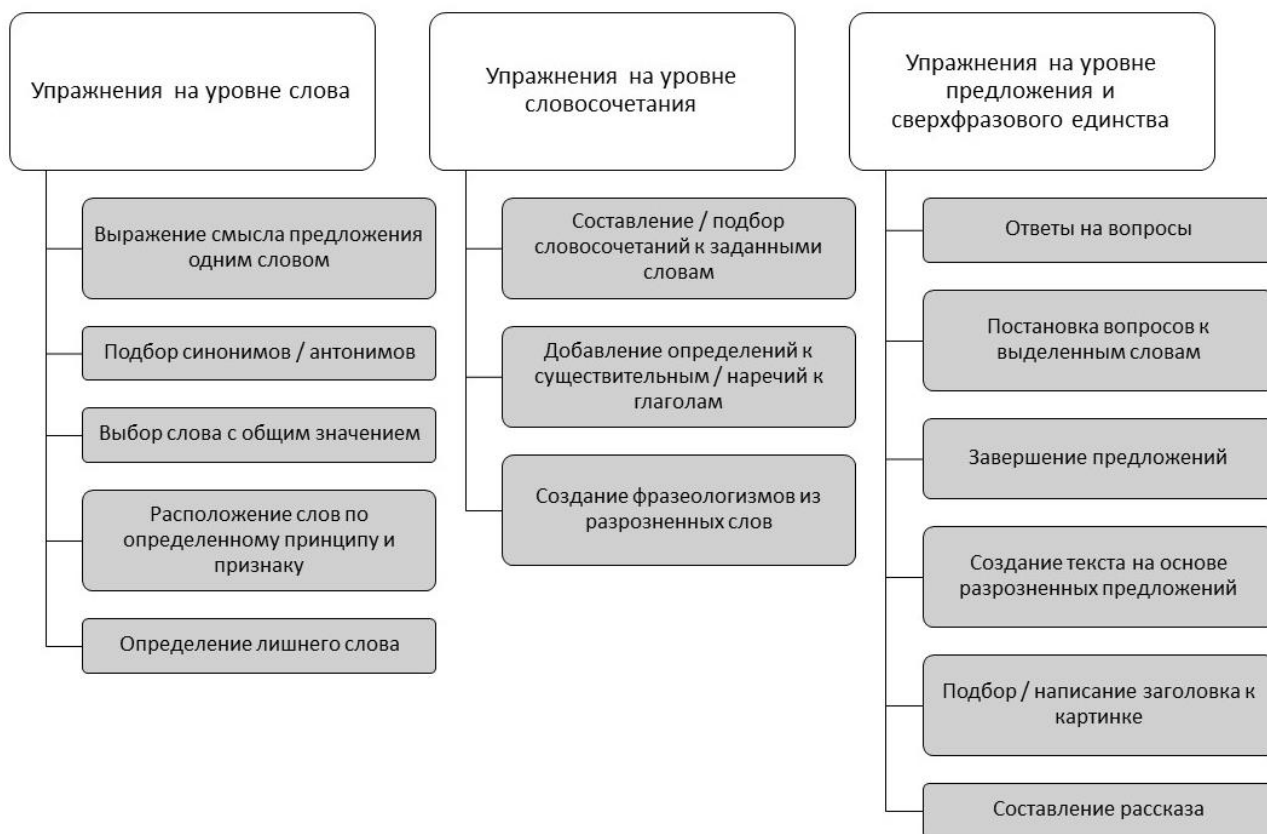 Упражнения на уровне слова
Выражение смысла предложения
одним словом
Подбор синонимов / антонимов
Выбор слова с общим значением
Расположение слов по
определенному принципу и
признаку
Определение лишнего слова
Упражнения на уровне
словосочетания
Составление / подбор
словосочетаний к заданными
словам
Добавление определений к
существительным / наречий к
глаголам
Создание фразеологизмов из
разрозненных слов
Упражнения на уровне
предложения и
сверхфразового единства
Ответы на вопросы
Постановка вопросов к
выделенным словам
Завершение предложений
Создание текста на основе
разрозненных предложений
Подбор / написание заголовка к
картинке
Составление рассказа